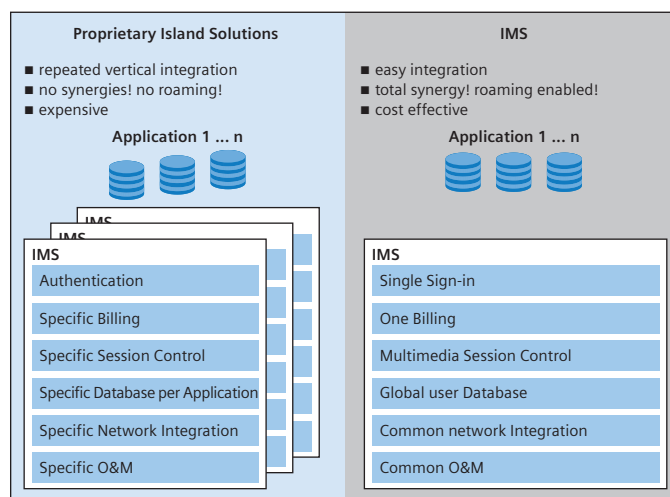 Proprietary Island Solutions
■ repeated vertical integration
■ no synergies! no roaming!
■ expensive
Application 1 ... n
IMS
IMS
IMS
Authentication
Specific Billing
Specific Session Control
Specific Database per Application
Specific Network Integration
Specific O&M
IMS
■ easy integration
■ total synergy! roaming enabled!
■ cost effective
Application 1 ... n
IMS
Single Sign-in
One Billing
Multimedia Session Control
Global user Database
Common network Integration
Common O&M